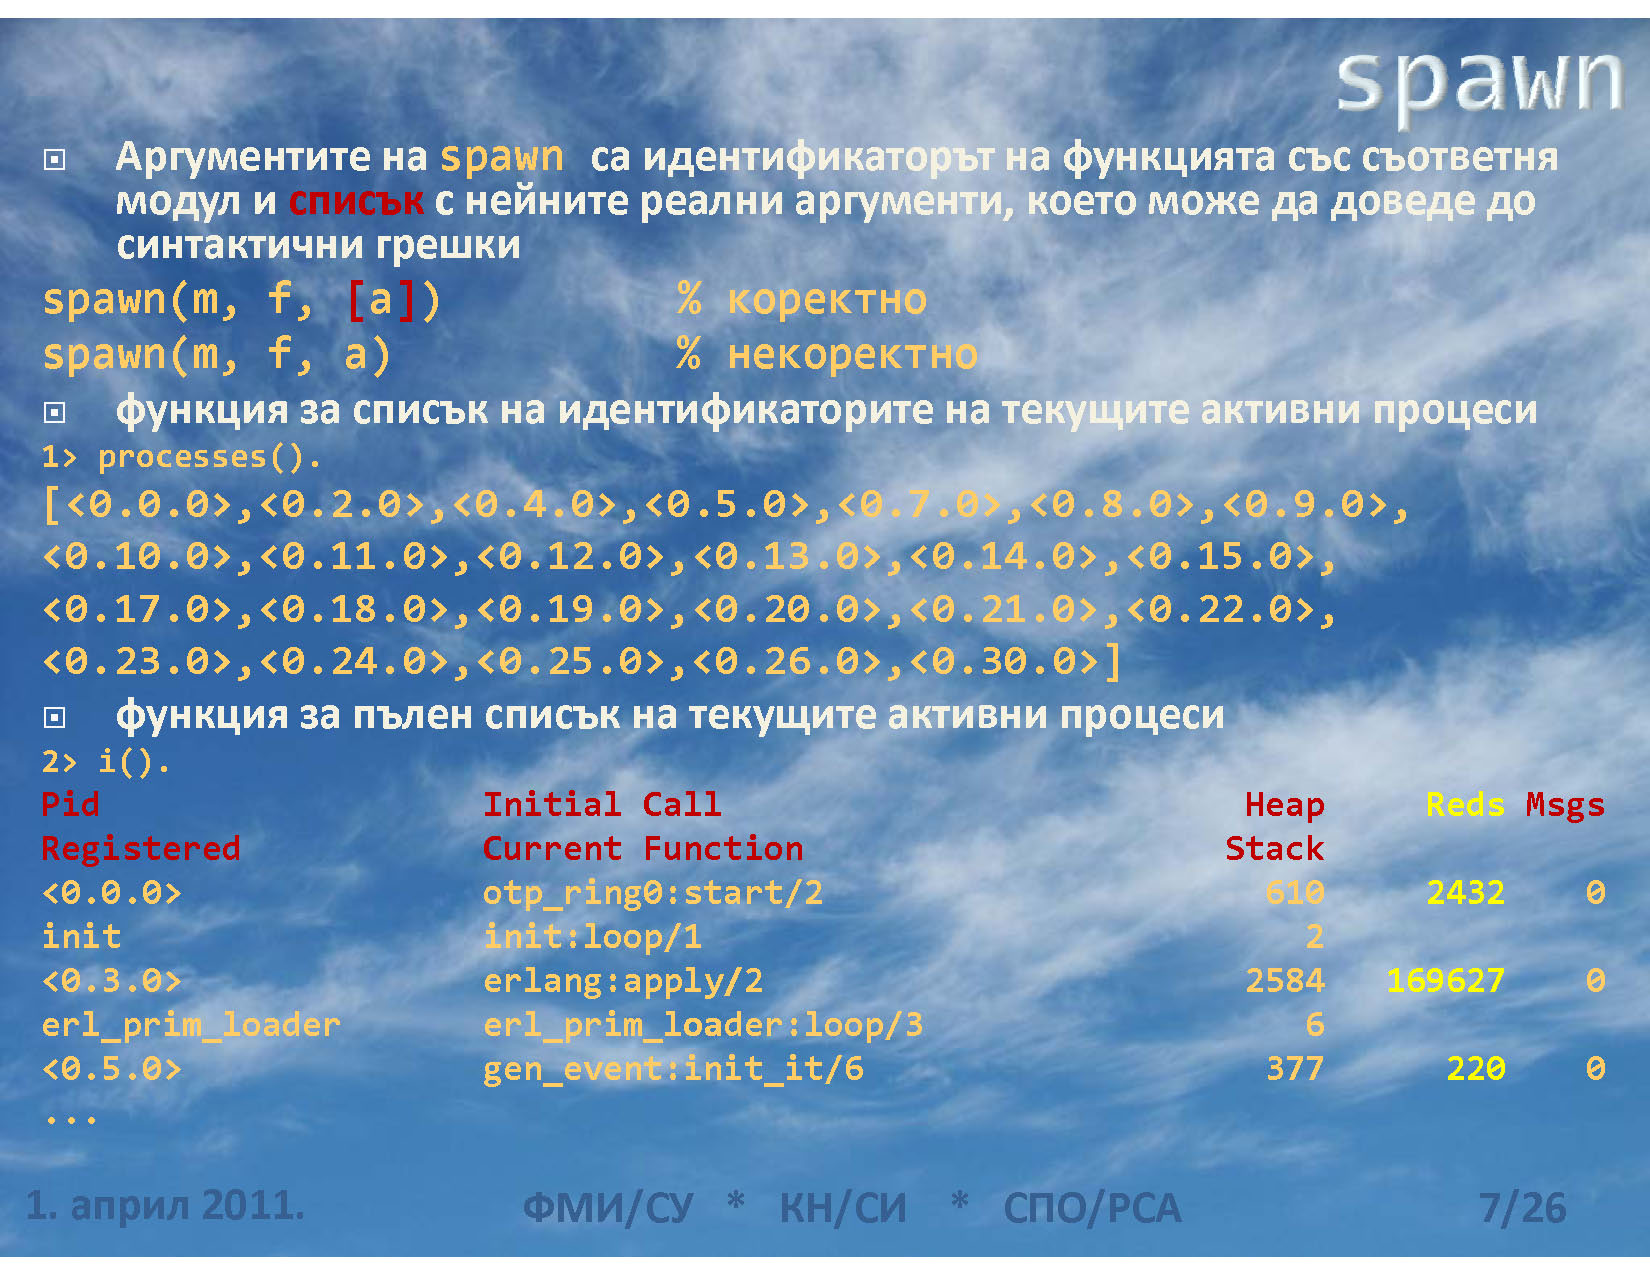 spawn
Аргументите на spawn са идентификаторът на функцията със съответня
модул и списък с нейните реални аргументи, което може да доведе до
синтактични грешки
spawn(m, f, [a]) % коректно
spawn(m, f, a) % некоректно
функция за списък на идентификаторите на текущите активни процеси
1> processes().
[<0.0.0>,<0.2.0>,<0.4.0>,<0.5.0>,<0.7.0>,<0.8.0>,<0.9.0>,
<0.10.0>,<0.11.0>,<0.12.0>,<0.13.0>,<0.14.0>,<0.15.0>,
<0.17.0>,<0.18.0>,<0.19.0>,<0.20.0>,<0.21.0>,<0.22.0>,
<0.23.0>,<0.24.0>,<0.25.0>,<0.26.0>,<0.30.0>]
функция за пълен списък на текущите активни процеси
2> i().
Pid Initial Call Heap Reds Msgs
Registered Current Function Stack
<0.0.0> otp_ring0:start/2 610 2432 0
init init:loop/1 2
<0.3.0> erlang:apply/2 2584 169627 0
erl_prim_loader erl_prim_loader:loop/3 6
<0.5.0> gen_event:init_it/6 377 220 0
...
1. април 2011. ФМИ/СУ * КН/СИ * СПО/РСА 7/26